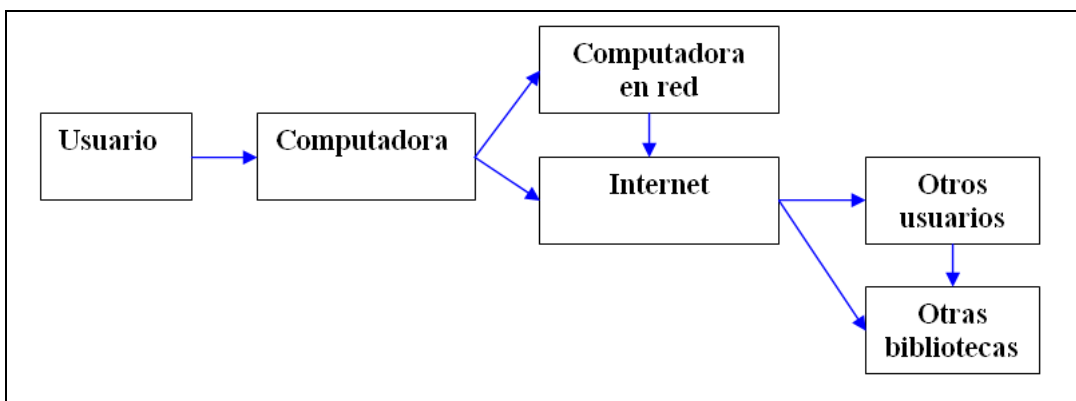 Usuario
Computadora
Computadora
en red
Internet
Otros
usuarios
Otras
bibliotecas